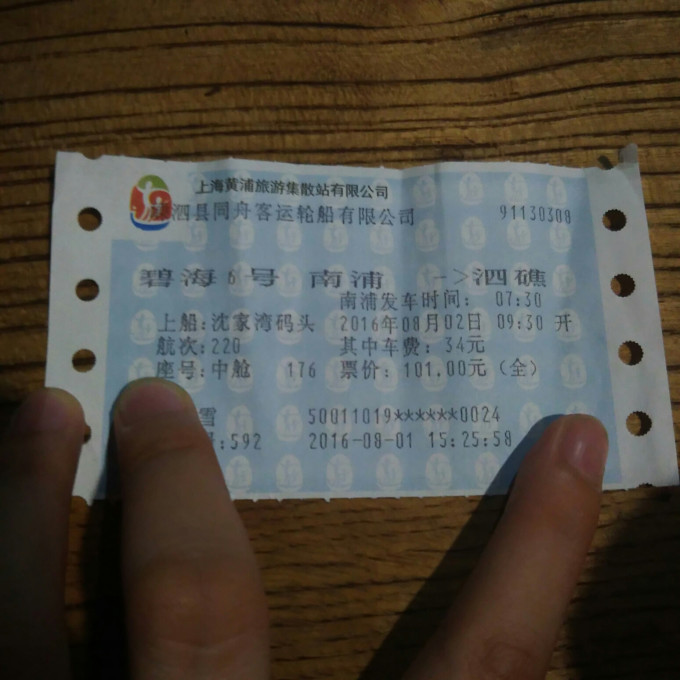 上海黄浦旅游集散站有限公司
泗县同舟客运轮船有限公司 91130300
碧海6号 南浦 —>泗礁
南浦发车时间: 07:30
上船:沈家湾码头 2016年08月02日 09:30 开
航次:220 其中车费: 34元
座号:中舱 176 票价: 101.00元(全)
雪 50011019******0024
:592 2016-08-01 15:25:58